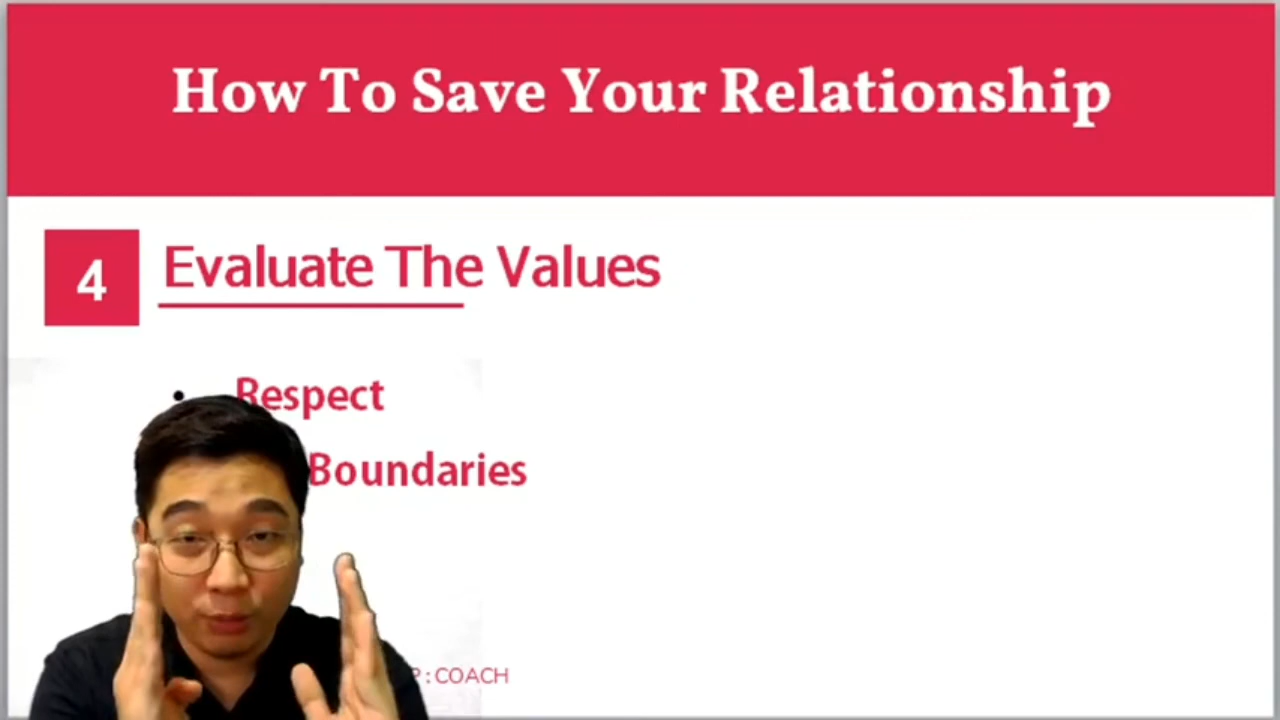 How To Save Your Relationship
4
Evaluate The Values
• Respect
Boundaries
:COACH